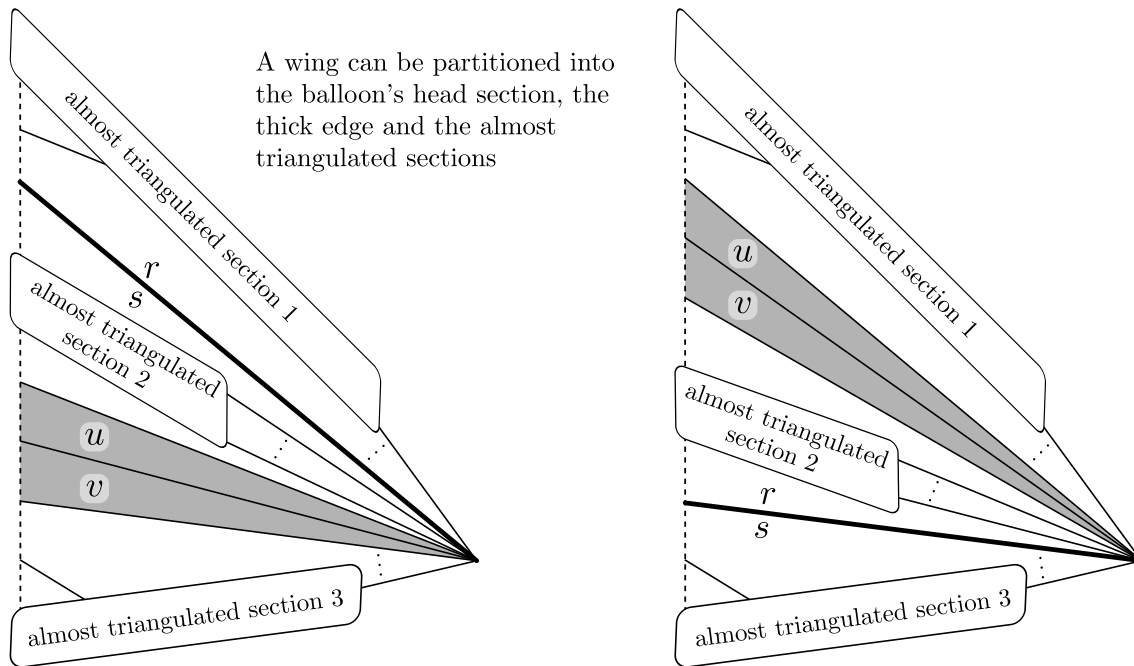 A wing can be partitioned into
the balloon's head section, the
thick edge and the almost
triangulated sections
almost triangulated section 1
r
s
almost triangulated
section 2
u
v
almost triangulated section 3
almost triangulated section 1
u
v
almost triangulated
section 2
r
s
almost triangulated section 3